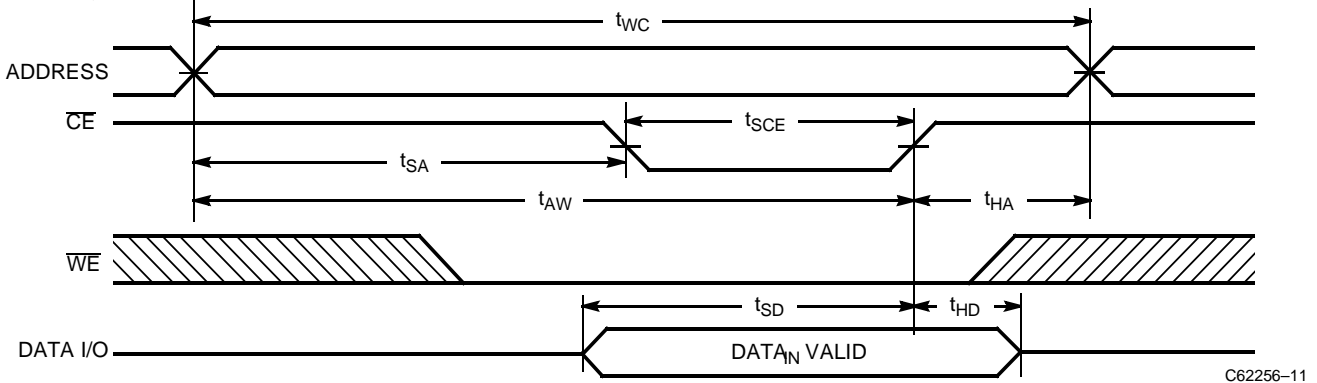 tWC
ADDRESS
CE
tSCE
tSA
tAW
tHA
WE
tSD
tHD
DATA I/O
DATAIN VALID
C62256–11